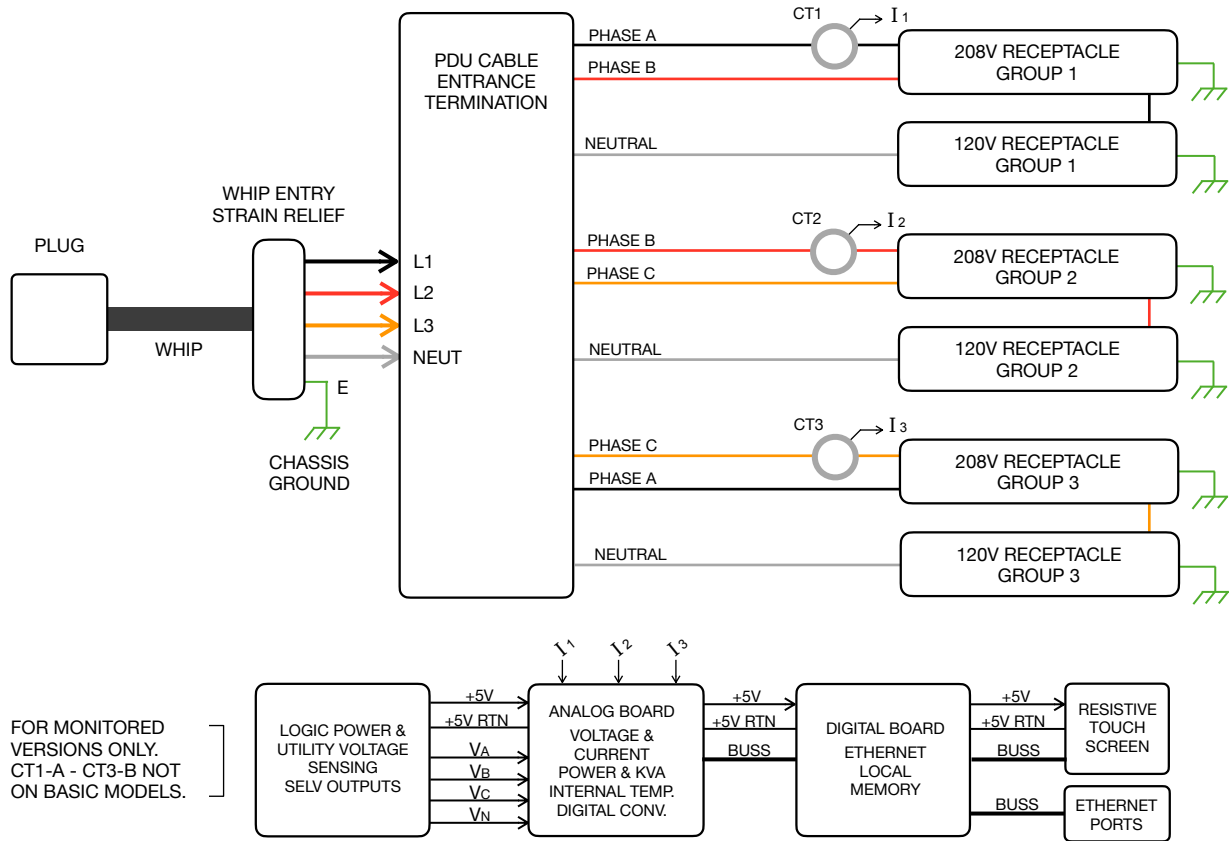 CT1
I1
PHASE A
PDU CABLE
ENTRANCE
TERMINATION
208V RECEPTACLE
GROUP 1
PHASE B
NEUTRAL
120V RECEPTACLE
GROUP 1
WHIP ENTRY
STRAIN RELIEF
PLUG
WHIP
L1
L2
L3
NEUT
E
CHASSIS
GROUND
CT2
I2
PHASE B
PHASE C
208V RECEPTACLE
GROUP 2
NEUTRAL
120V RECEPTACLE
GROUP 2
CT3
I3
PHASE C
PHASE A
208V RECEPTACLE
GROUP 3
NEUTRAL
120V RECEPTACLE
GROUP 3
FOR MONITORED
VERSIONS ONLY.
CT1-A - CT3-B NOT
ON BASIC MODELS.
LOGIC POWER &
UTILITY VOLTAGE
SENSING
SELV OUTPUTS
+5V
+5V RTN
VA
VB
VC
VN
I1
I2
I3
ANALOG BOARD
VOLTAGE &
CURRENT
POWER & KVA
INTERNAL TEMP.
DIGITAL CONV.
+5V
+5V RTN
BUSS
DIGITAL BOARD
ETHERNET
LOCAL
MEMORY
+5V
+5V RTN
BUSS
RESISTIVE
TOUCH
SCREEN
BUSS
ETHERNET
PORTS